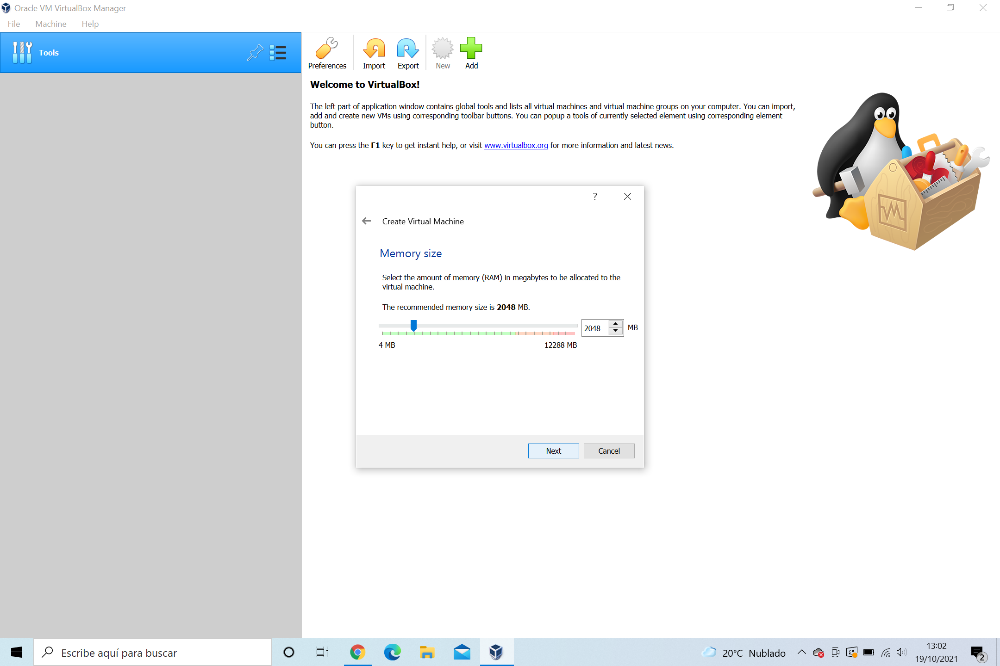 Oracle VM VirtualBox Manager
File Machine Help
Tools
Preferences Import Export New Add
Welcome to VirtualBox!
The left part of application window contains global tools and lists all virtual machines and virtual machine groups on your computer. You can import,
add and create new VMs using corresponding toolbar buttons. You can popup a tools of currently selected element using corresponding element
button.
You can press the F1 key to get instant help, or visit www.virtualbox.org for more information and latest news.
?
Create Virtual Machine
Memory size
Select the amount of memory (RAM) in megabytes to be allocated to the
virtual machine.
The recommended memory size is 2048 MB.
2048 MB
4 MB 12288 MB
Next Cancel
Escribe aquí para buscar
20°C Nublado
13:02
19/10/2021
2